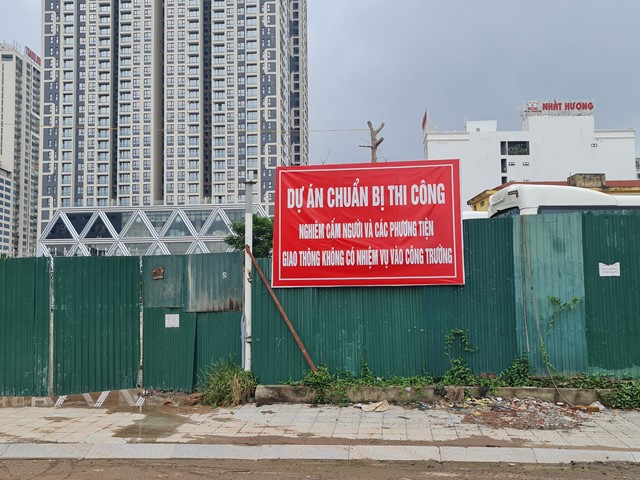 NHẤT HƯƠNG
DỰ ÁN CHUẨN BỊ THI CÔNG
NGHIÊM CẤM NGƯỜI VÀ CÁC PHƯƠNG TIỆN
GIAO THÔNG KHÔNG CÓ NHIỆM VỤ VÀO CÔNG TRƯỜNG